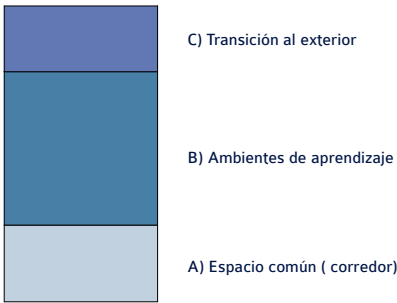 C) Transición al exterior
B) Ambientes de aprendizaje
A) Espacio común ( corredor)